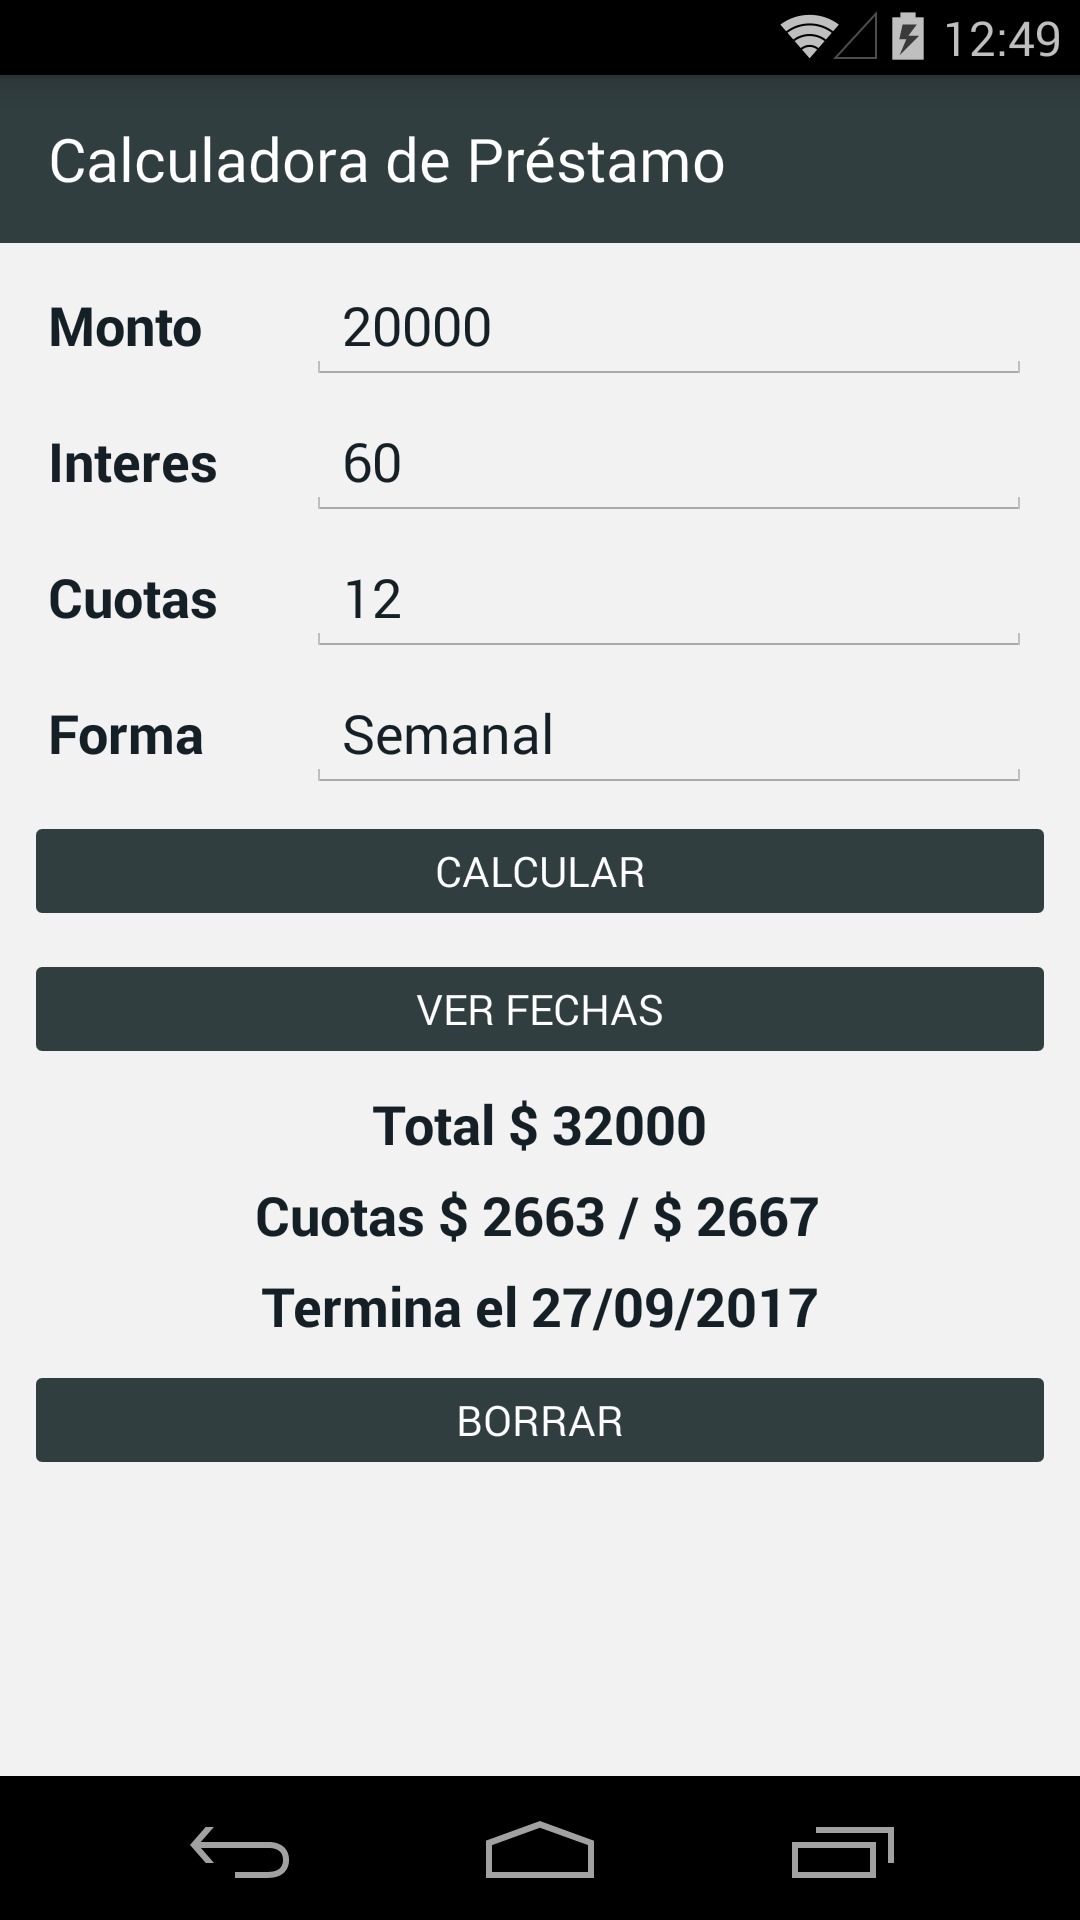 12:49
Calculadora de Préstamo
Monto 20000
Interes 60
Cuotas 12
Forma Semanal
CALCULAR
VER FECHAS
Total $ 32000
Cuotas $ 2663 / $ 2667
Termina el 27/09/2017
BORRAR